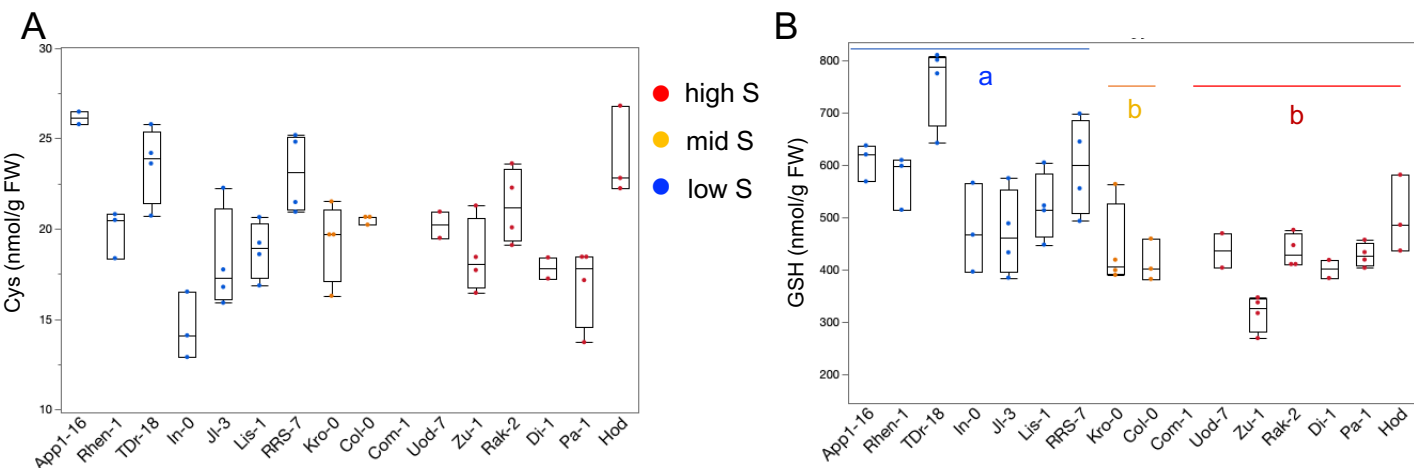 A
Cys (nmol/g FW)
30
25
20
15
10
App1-16
Rhen-1
TDr-18
In-0
Jl-3
Lis-1
RRS-7
Kro-0
Col-0
Com-1
Uod-7
Zu-1
Rak-2
Di-1
Pa-1
Hod
high S
mid S
low S
B
GSH (nmol/g FW)
800
700
600
500
400
300
200
a
b
b
App1-16
Rhen-1
TDr-18
In-0
Jl-3
Lis-1
RRS-7
Kro-0
Col-0
Com-1
Uod-7
Zu-1
Rak-2
Di-1
Pa-1
Hod